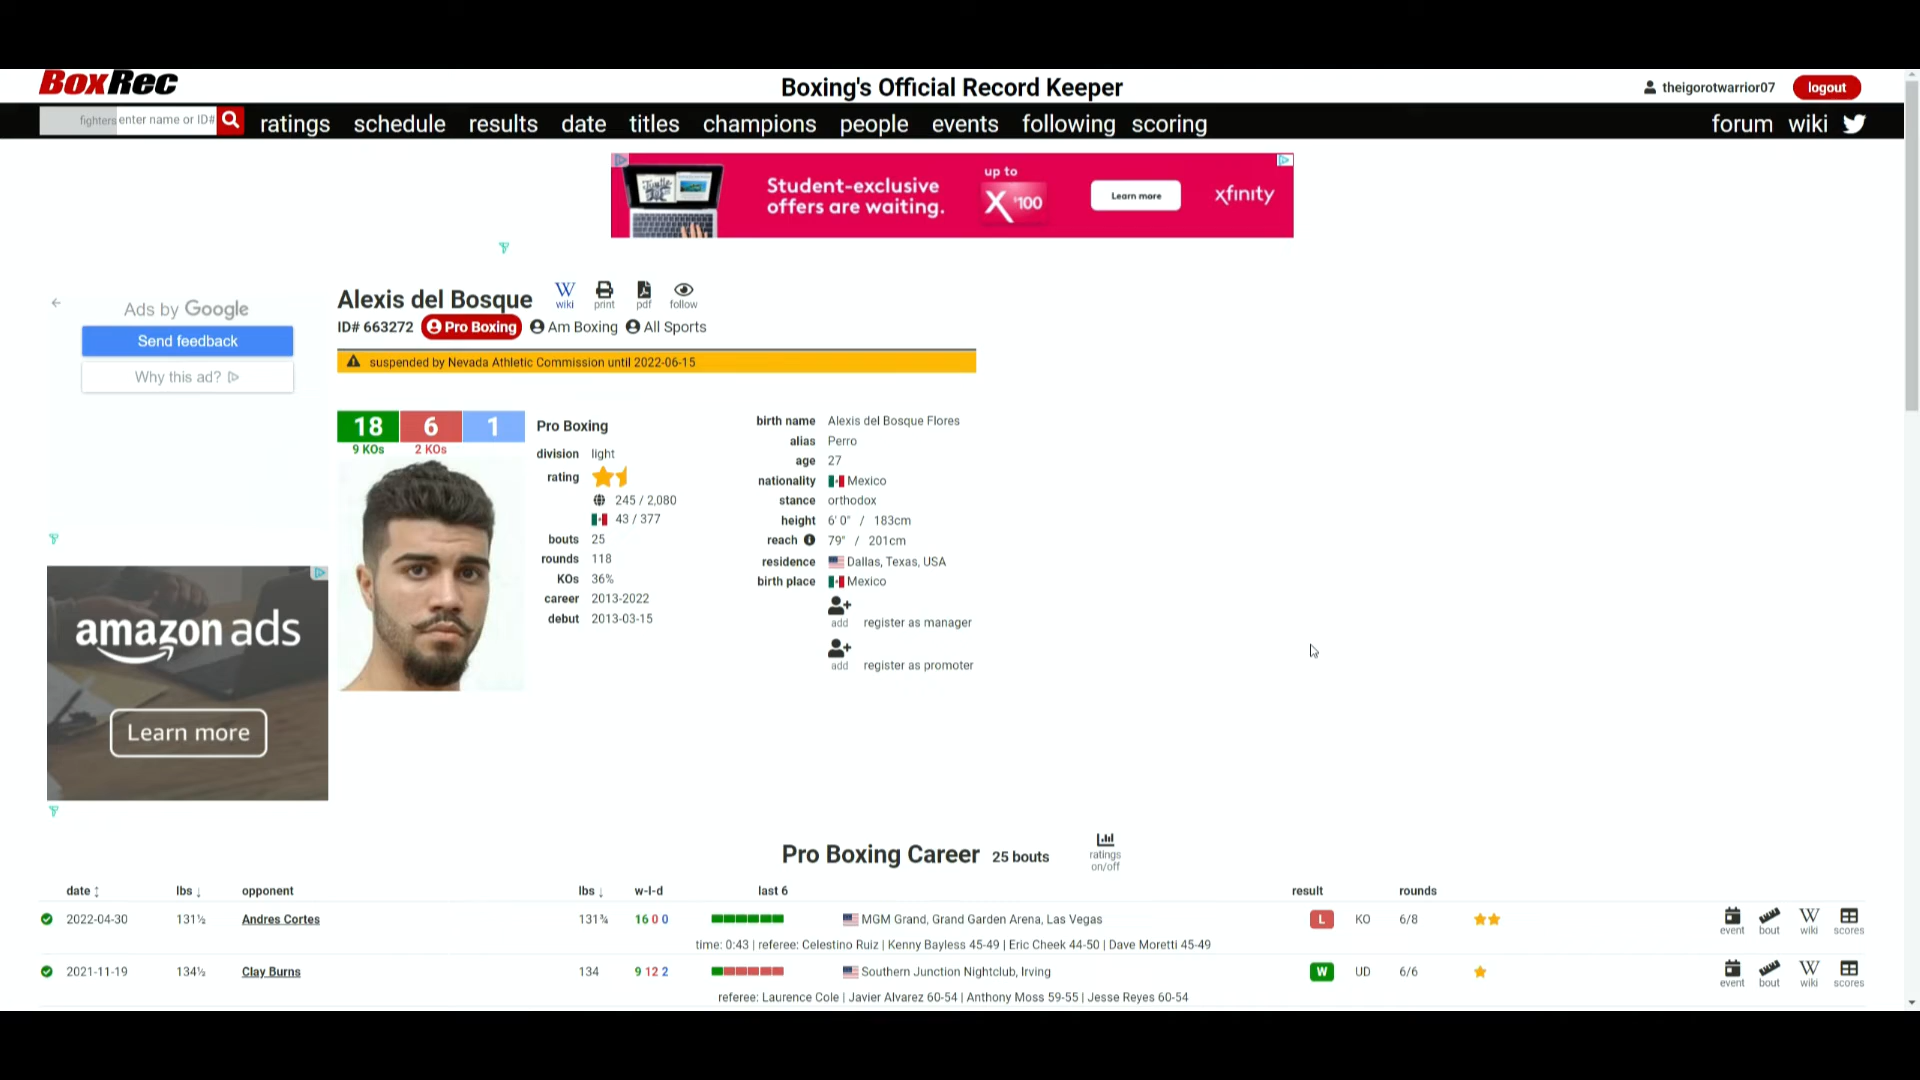 BoxRec
Boxing's Official Record Keeper
theigorotwarrior07
logout
fighters enter name or ID#
ratings schedule results date titles champions people events following scoring
forum wiki
Student-exclusive
offers are waiting.
up to
X $100
Learn more
xfinity
Ads by Google
Send feedback
Why this ad?
amazon ads
Learn more
Alexis del Bosque
wiki print pdf follow
ID# 663272 Pro Boxing Am Boxing All Sports
suspended by Nevada Athletic Commission until 2022-06-15
18 6 1
9 KOs 2 KOs
Pro Boxing
division light
rating
245 / 2,080
43 / 377
bouts 25
rounds 118
KOs 36%
career 2013-2022
debut 2013-03-15
birth name Alexis del Bosque Flores
alias Perro
age 27
nationality Mexico
stance orthodox
height 6' 0" / 183cm
reach 79" / 201cm
residence Dallas, Texas, USA
birth place Mexico
add register as manager
add register as promoter
Pro Boxing Career 25 bouts
ratings
on/off
date lbs opponent lbs w-l-d last 6 result rounds
2022-04-30 131½ Andres Cortes 131¾ 16 0 0 MGM Grand, Grand Garden Arena, Las Vegas L KO 6/8
event bout wiki scores
time: 0:43 | referee: Celestino Ruiz | Kenny Bayless 45-49 | Eric Cheek 44-50 | Dave Moretti 45-49
2021-11-19 134½ Clay Burns 134 9 12 2 Southern Junction Nightclub, Irving W UD 6/6
event bout wiki scores
referee: Laurence Cole | Javier Alvarez 60-54 | Anthony Moss 59-55 | Jesse Reyes 60-54